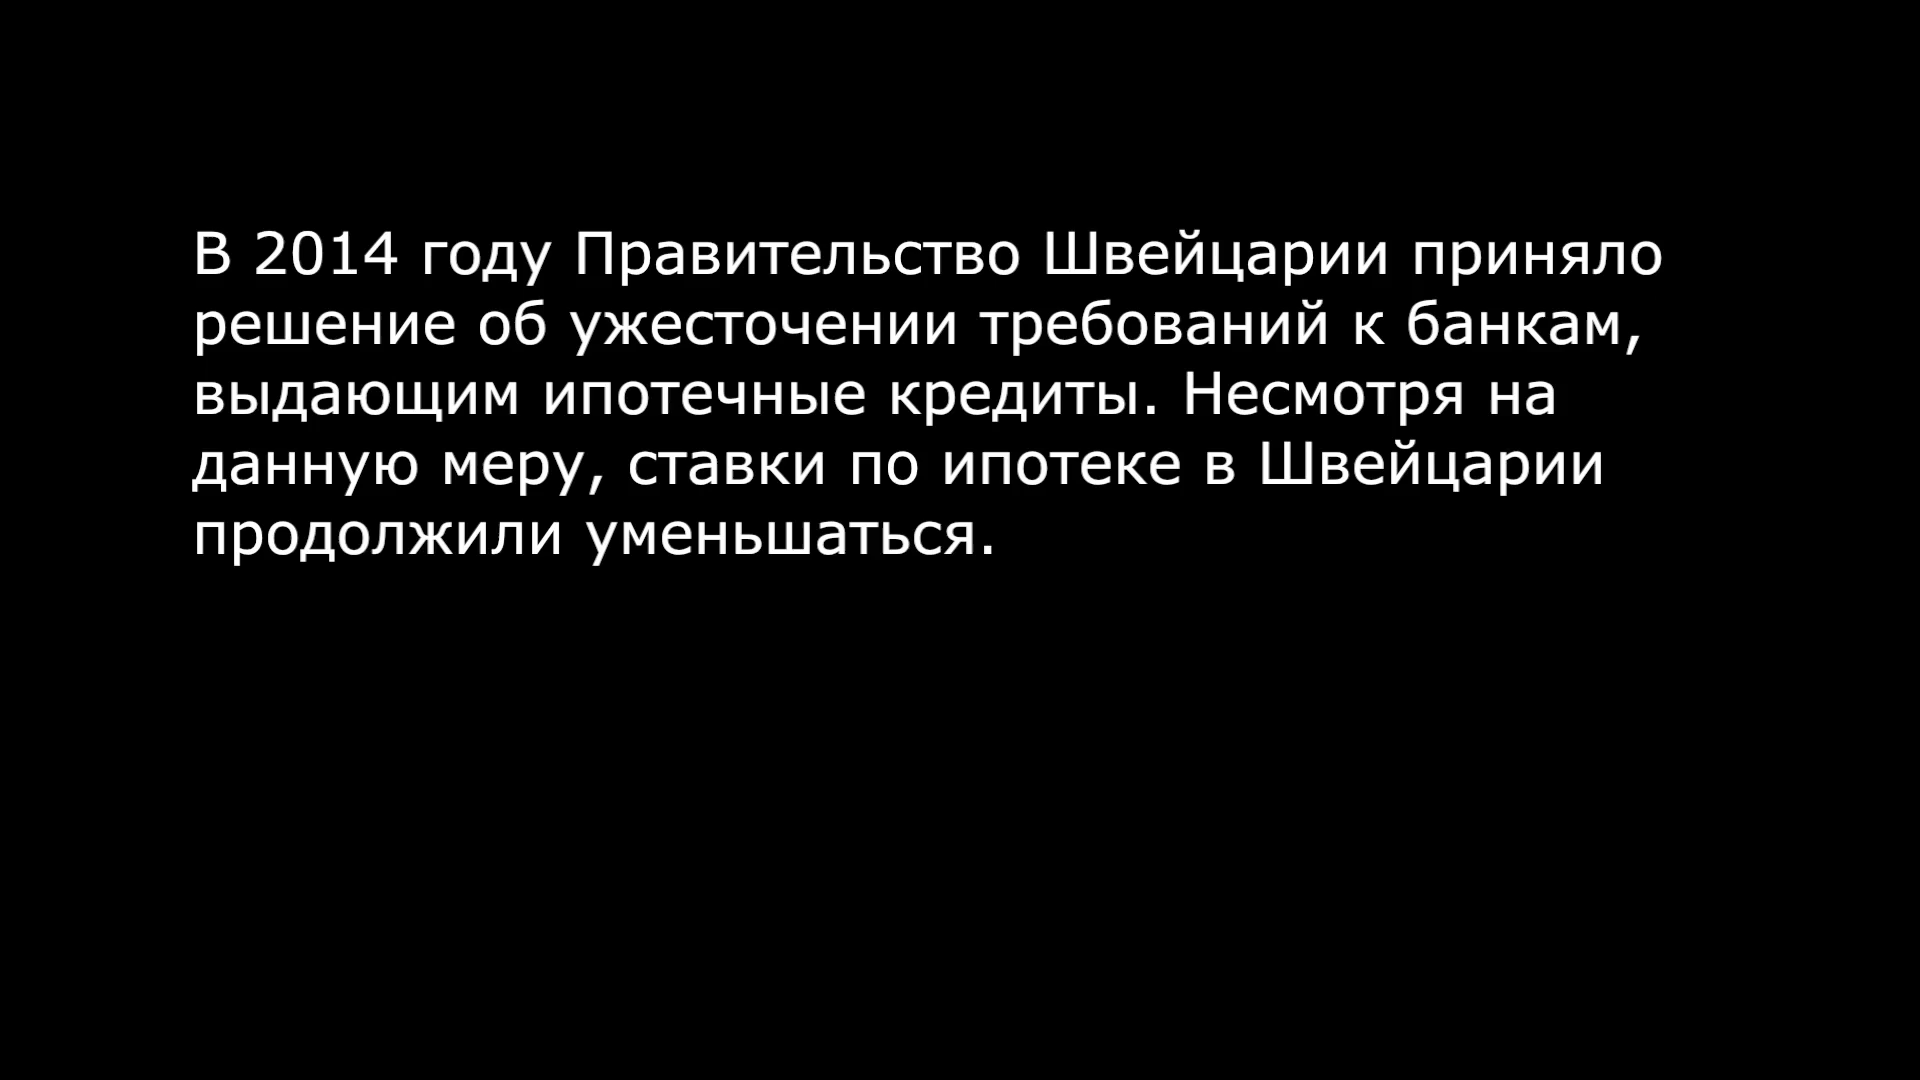 В 2014 году Правительство Швейцарии приняло
решение об ужесточении требований к банкам,
выдающим ипотечные кредиты. Несмотря на
данную меру, ставки по ипотеке в Швейцарии
продолжили уменьшаться.